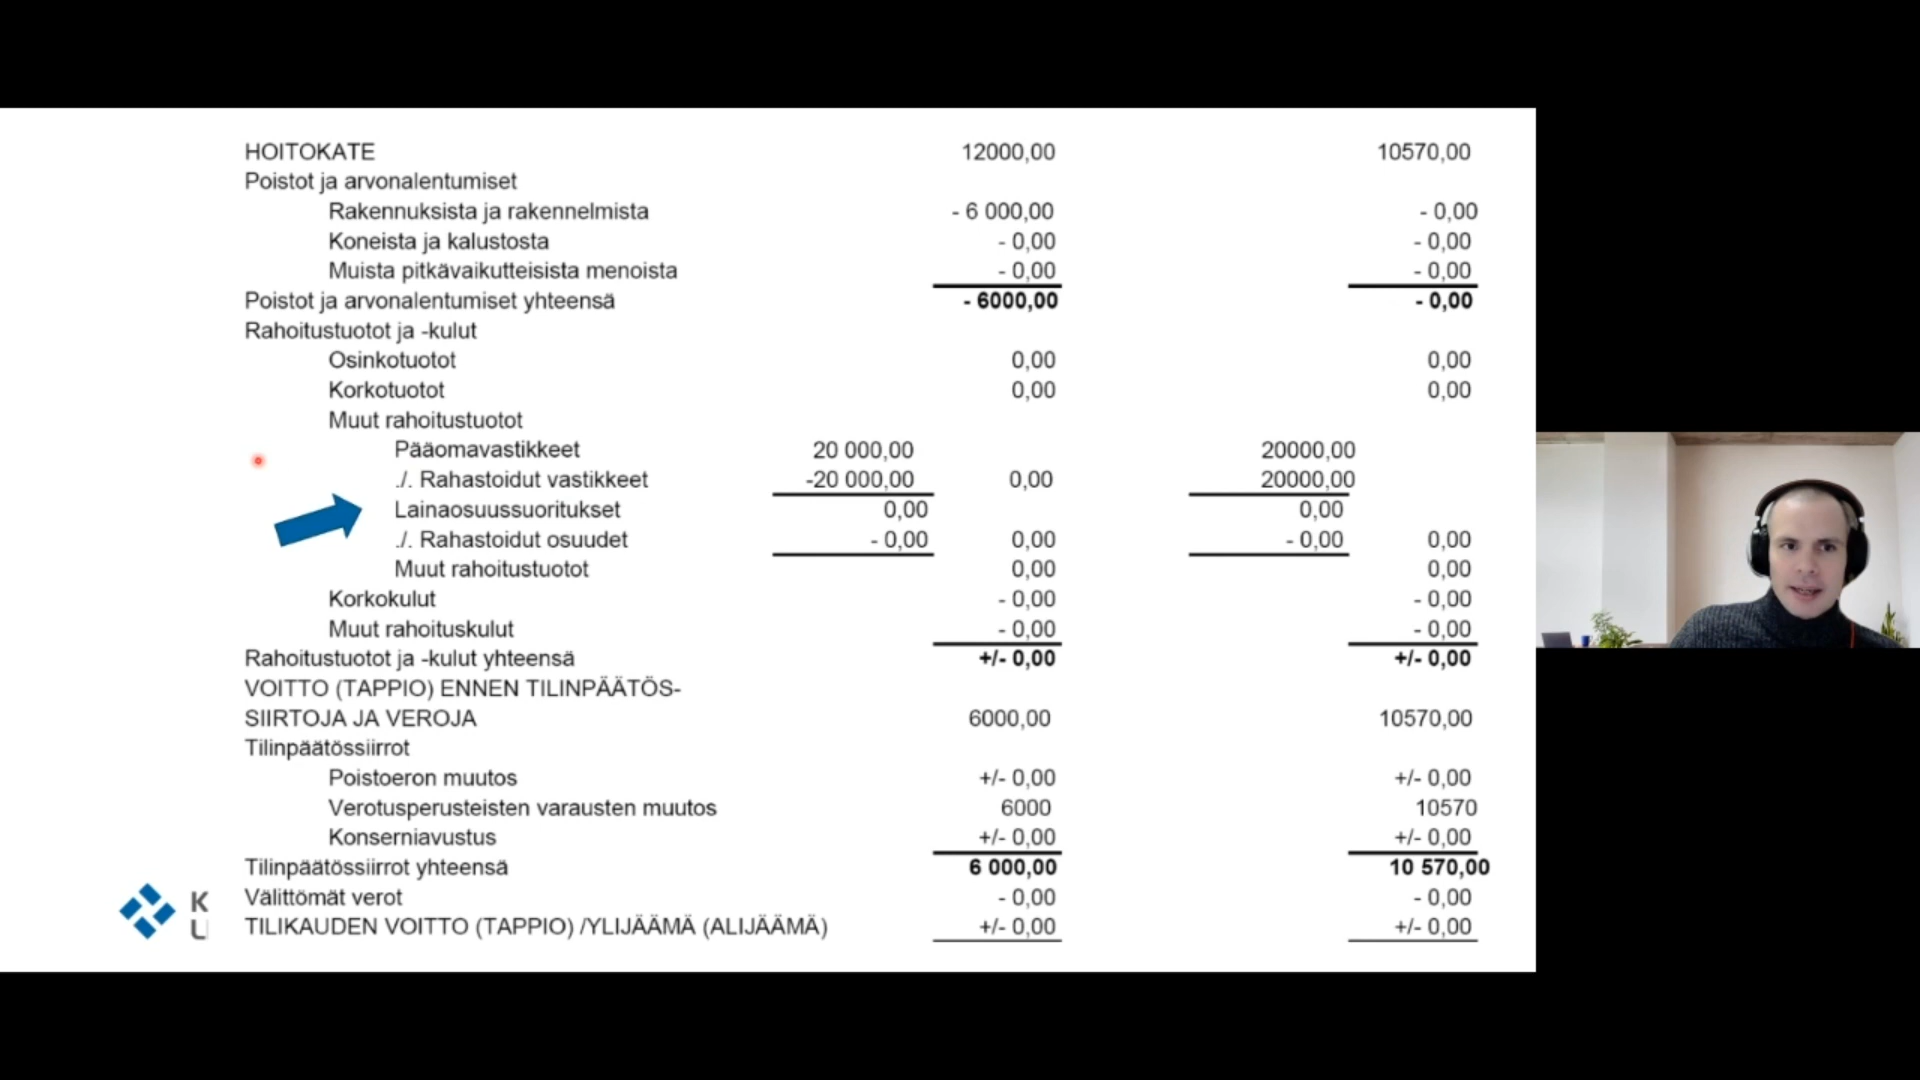 HOITOKATE 12000,00 10570,00
Poistot ja arvonalentumiset
Rakennuksista ja rakennelmista - 6 000,00 - 0,00
Koneista ja kalustosta - 0,00 - 0,00
Muista pitkävaikutteisista menoista - 0,00 - 0,00
Poistot ja arvonalentumiset yhteensä - 6000,00 - 0,00
Rahoitustuotot ja -kulut
Osinkotuotot 0,00 0,00
Korkotuotot 0,00 0,00
Muut rahoitustuotot
Pääomavastikkeet 20 000,00 20000,00
./. Rahastoidut vastikkeet -20 000,00 0,00 20000,00
Lainaosuussuoritukset 0,00 0,00
./. Rahastoidut osuudet - 0,00 0,00 - 0,00 0,00
Muut rahoitustuotot 0,00 0,00
Korkokulut - 0,00 - 0,00
Muut rahoituskulut - 0,00 - 0,00
Rahoitustuotot ja -kulut yhteensä +/- 0,00 +/- 0,00
VOITTO (TAPPIO) ENNEN TILINPÄÄTÖS-
SIIRTOJA JA VEROJA 6000,00 10570,00
Tilinpäätössiirrot
Poistoeron muutos +/- 0,00 +/- 0,00
Verotusperusteisten varausten muutos 6000 10570
Konserniavustus +/- 0,00 +/- 0,00
Tilinpäätössiirrot yhteensä 6 000,00 10 570,00
Välittömät verot - 0,00 - 0,00
TILIKAUDEN VOITTO (TAPPIO) /YLIJÄÄMÄ (ALIJÄÄMÄ) +/- 0,00 +/- 0,00
K